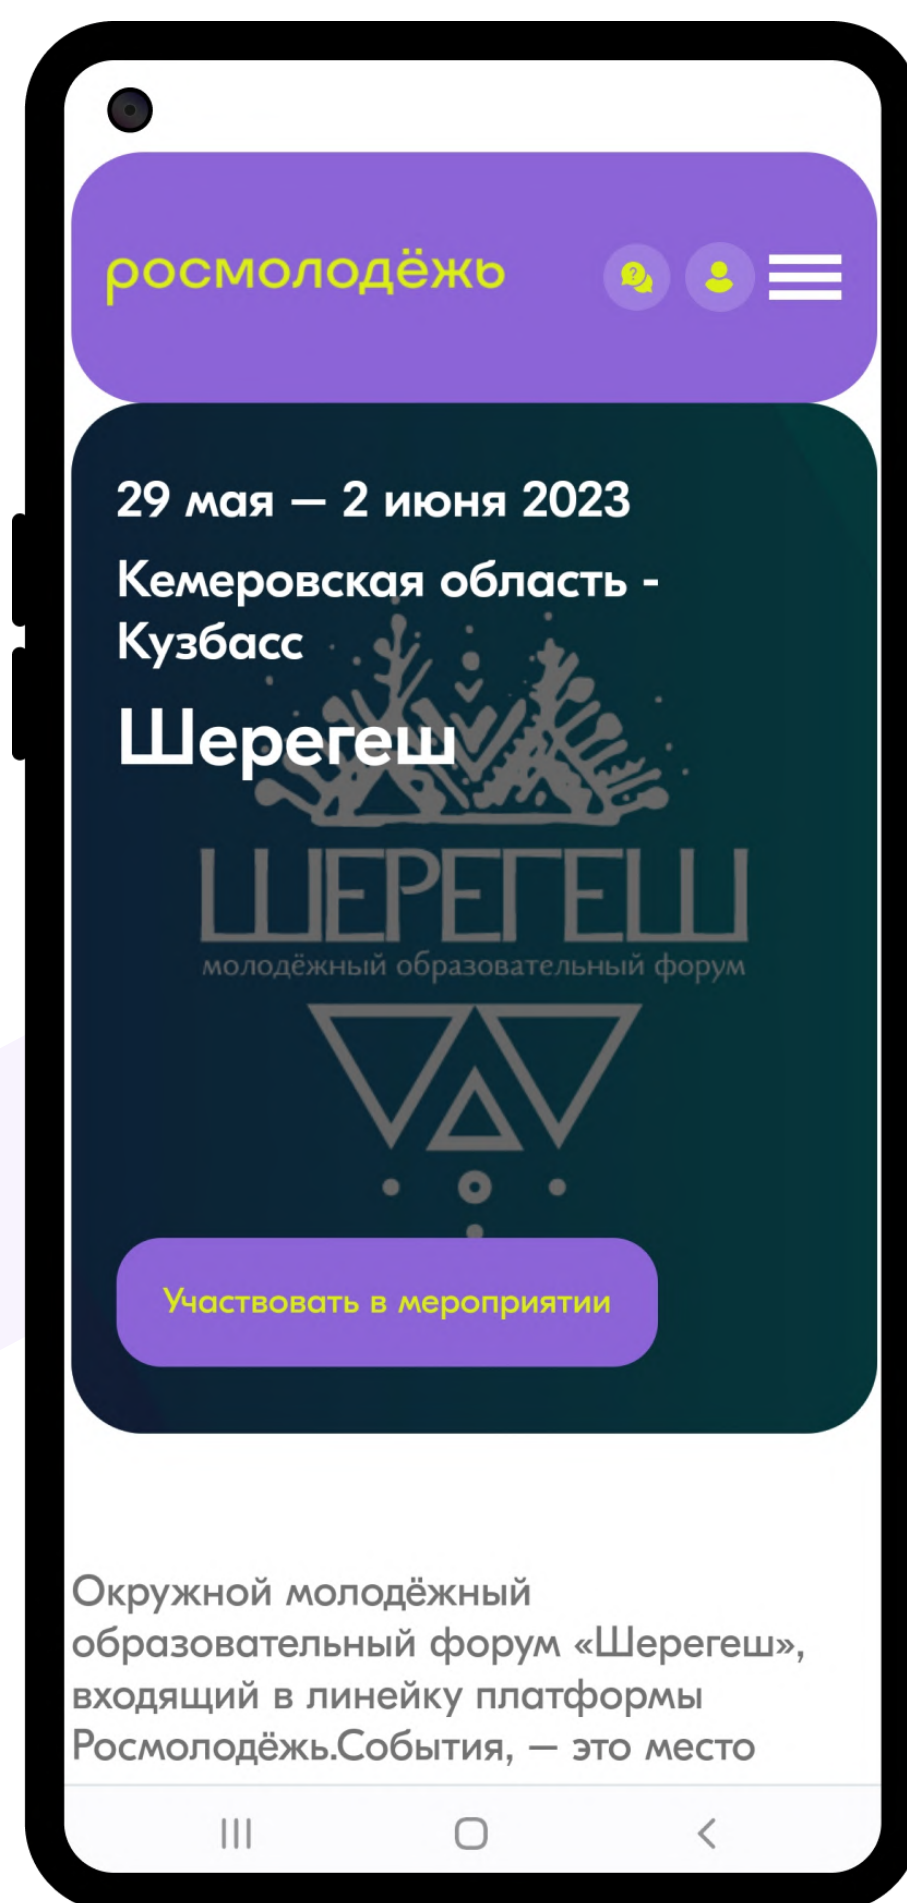 росмолодёжь
29 мая — 2 июня 2023
Кемеровская область -
Кузбасс
Шерегеш
ШЕРЕГЕШ
молодёжный образовательный форум
Участвовать в мероприятии
Окружной молодёжный
образовательный форум «Шерегеш»,
входящий в линейку платформы
Росмолодёжь.События, — это место